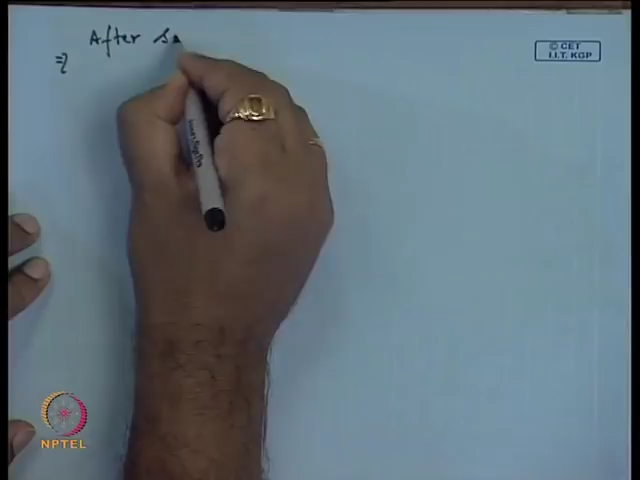 After
⇒
© CET
I.I.T. KGP
NPTEL